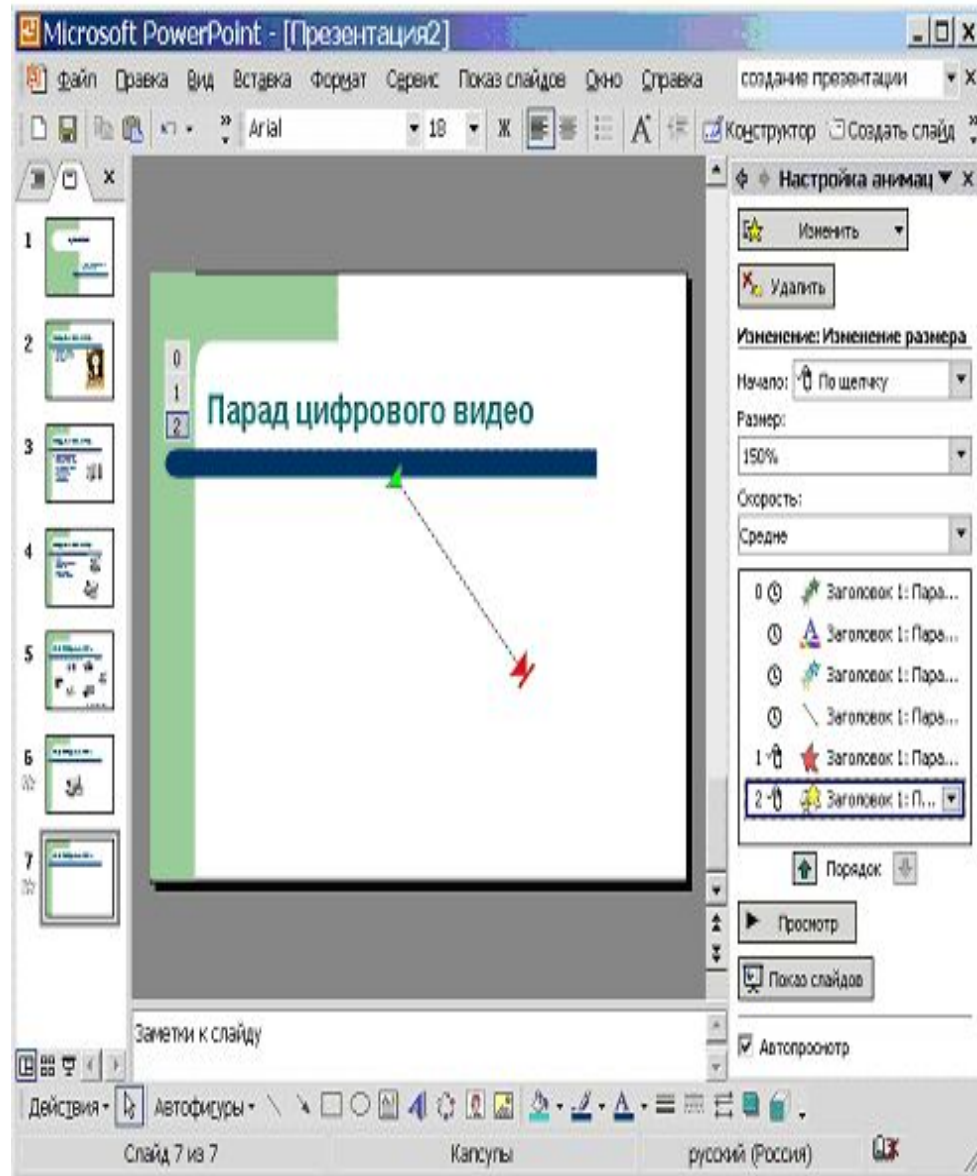 Microsoft PowerPoint - [Презентация2]
Файл Правка Вид Вставка Формат Сервис Показ слайдов Окно Справка создание презентации
Arial 18 Ж А Конструктор Создать слайд
Настройка анимац
Изменить
Удалить
Изменение: Изменение размера
Начало: По щелчку
Размер:
150%
Скорость:
Средне
0 Заголовок 1: Пара...
Заголовок 1: Пара...
Заголовок 1: Пара...
Заголовок 1: Пара...
1 Заголовок 1: Пара...
2 Заголовок 1: П...
Порядок
Просмотр
Показ слайдов
Автопросмотр
1
2
3
4
5
6
7
0
1
2
Парад цифрового видео
Заметки к слайду
Действия Автофигуры
Слайд 7 из 7 Капсулы русский (Россия)